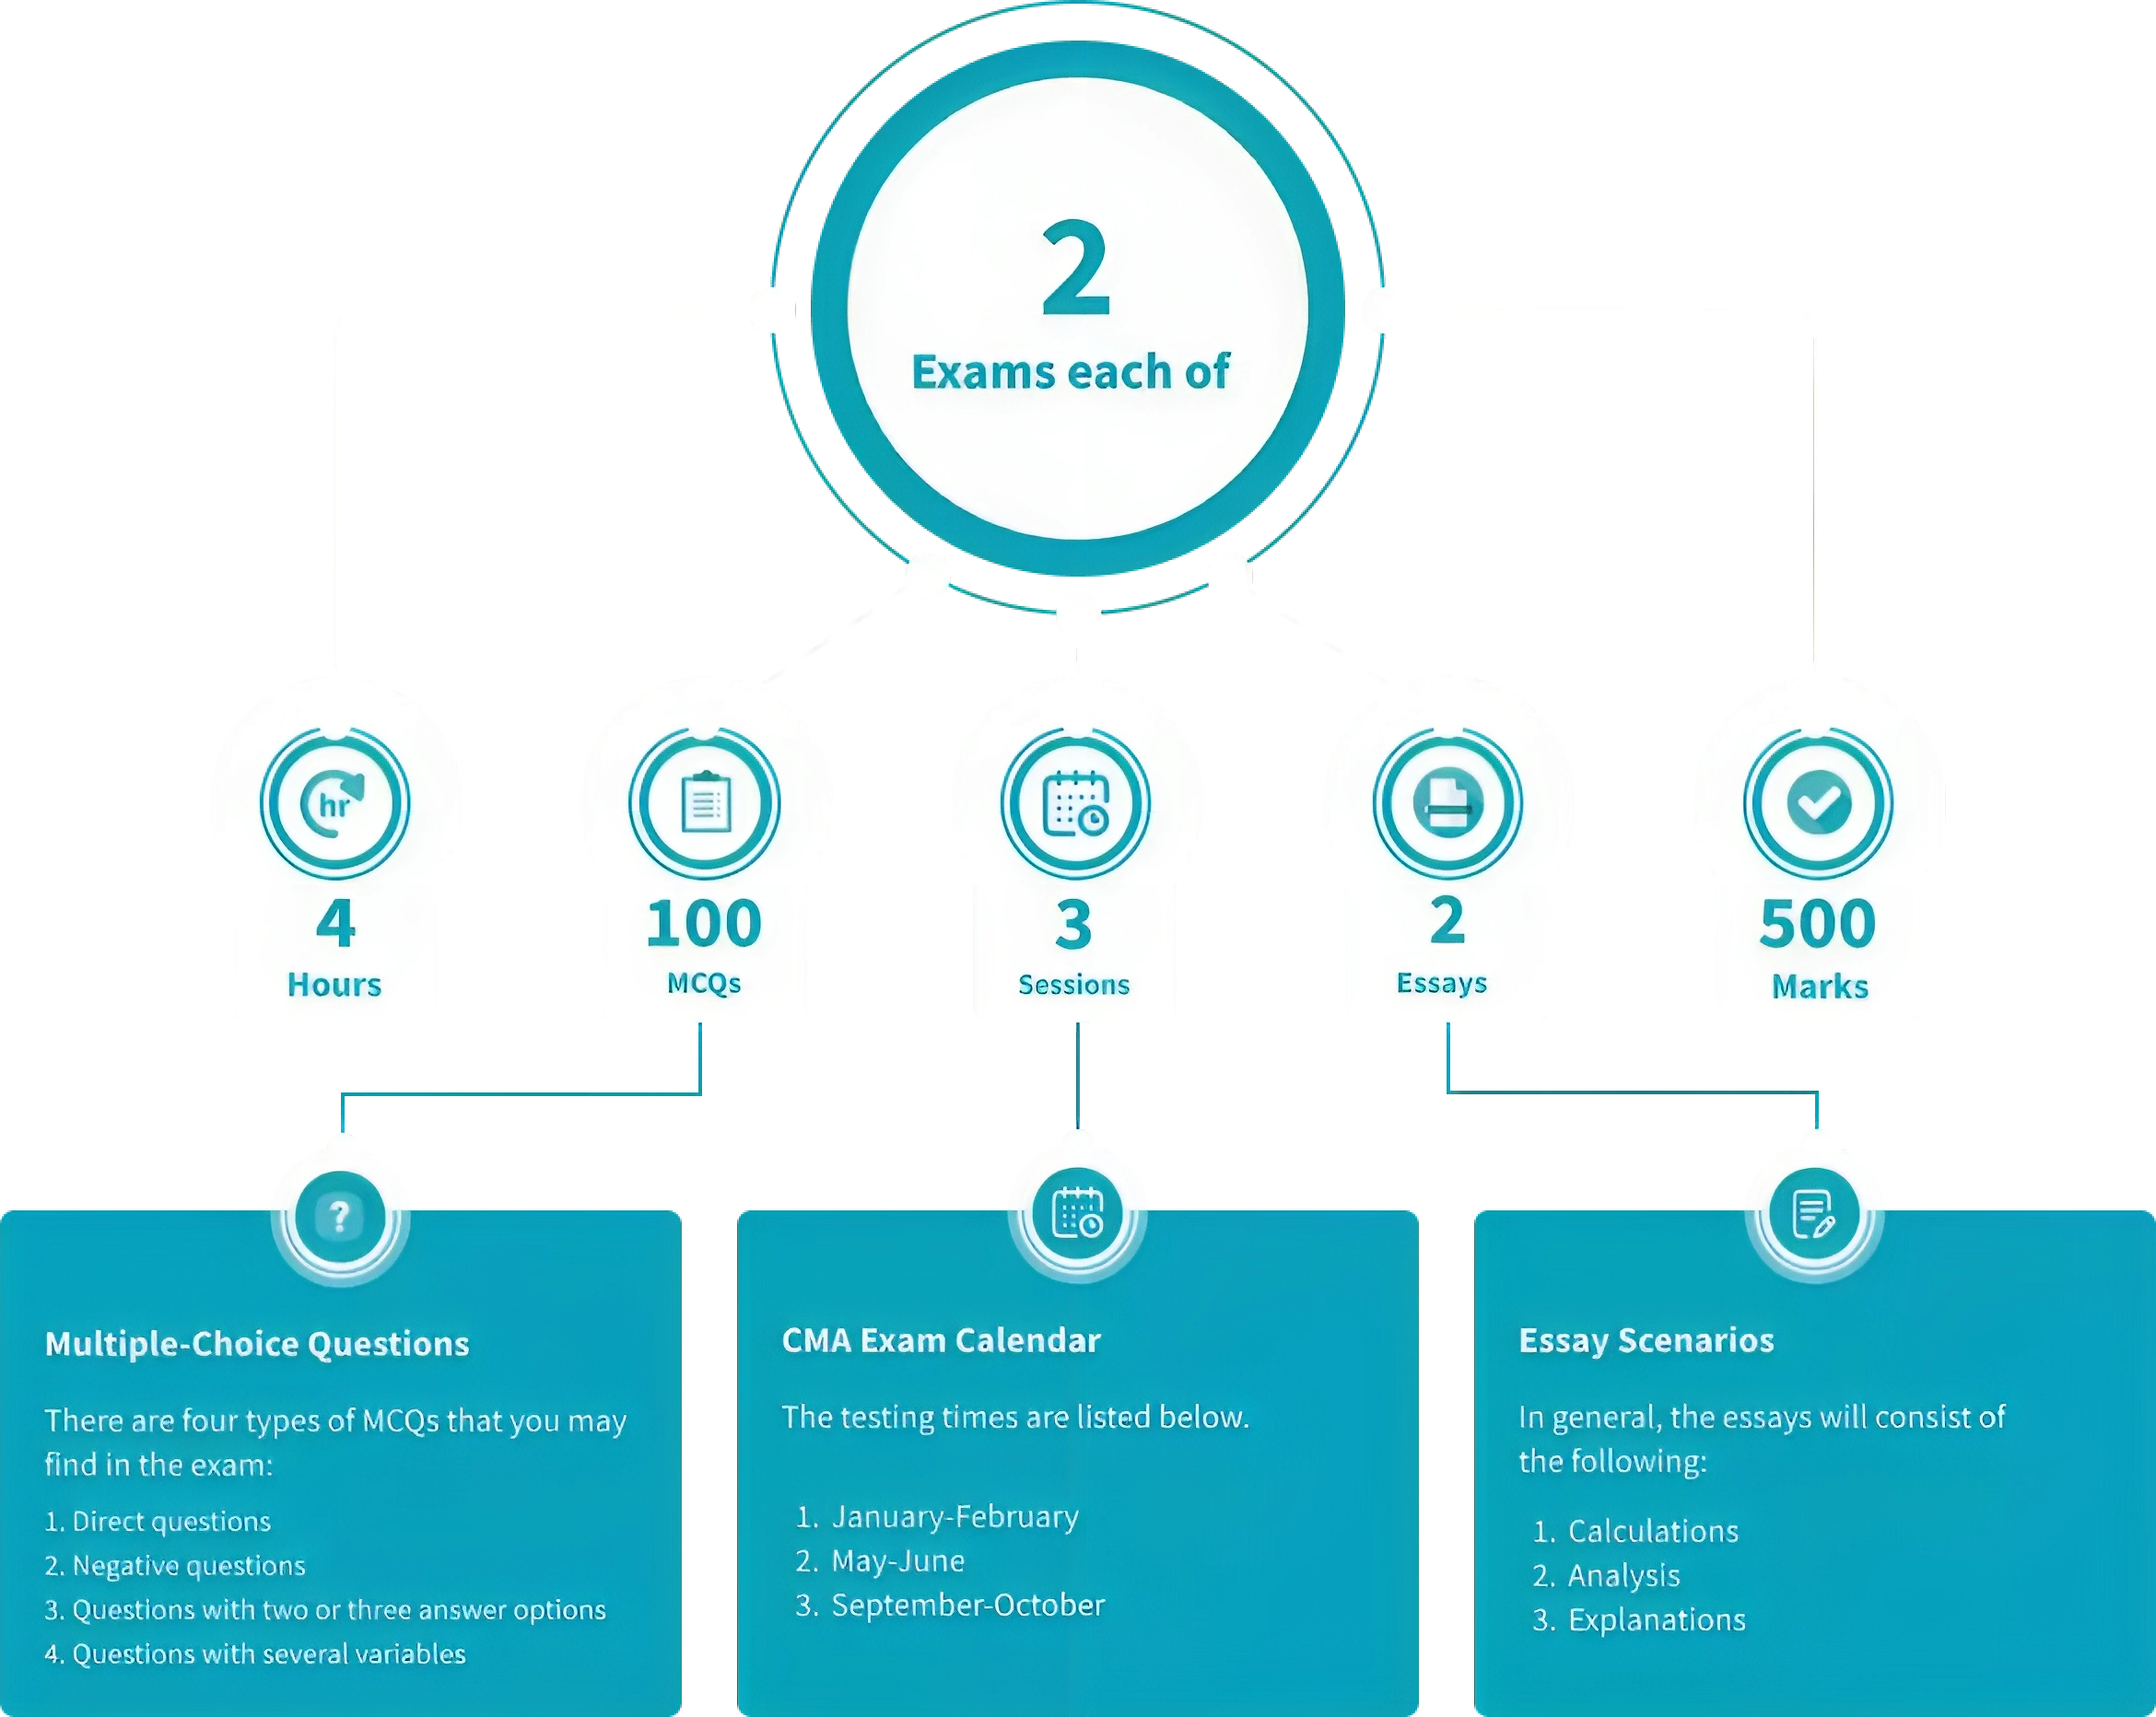 2
Exams each of
hr
4
Hours
100
MCQs
3
Sessions
2
Essays
500
Marks
?
Multiple-Choice Questions
There are four types of MCQs that you may
find in the exam:
1. Direct questions
2. Negative questions
3. Questions with two or three answer options
4. Questions with several variables
CMA Exam Calendar
The testing times are listed below.
1. January-February
2. May-June
3. September-October
Essay Scenarios
In general, the essays will consist of
the following:
1. Calculations
2. Analysis
3. Explanations